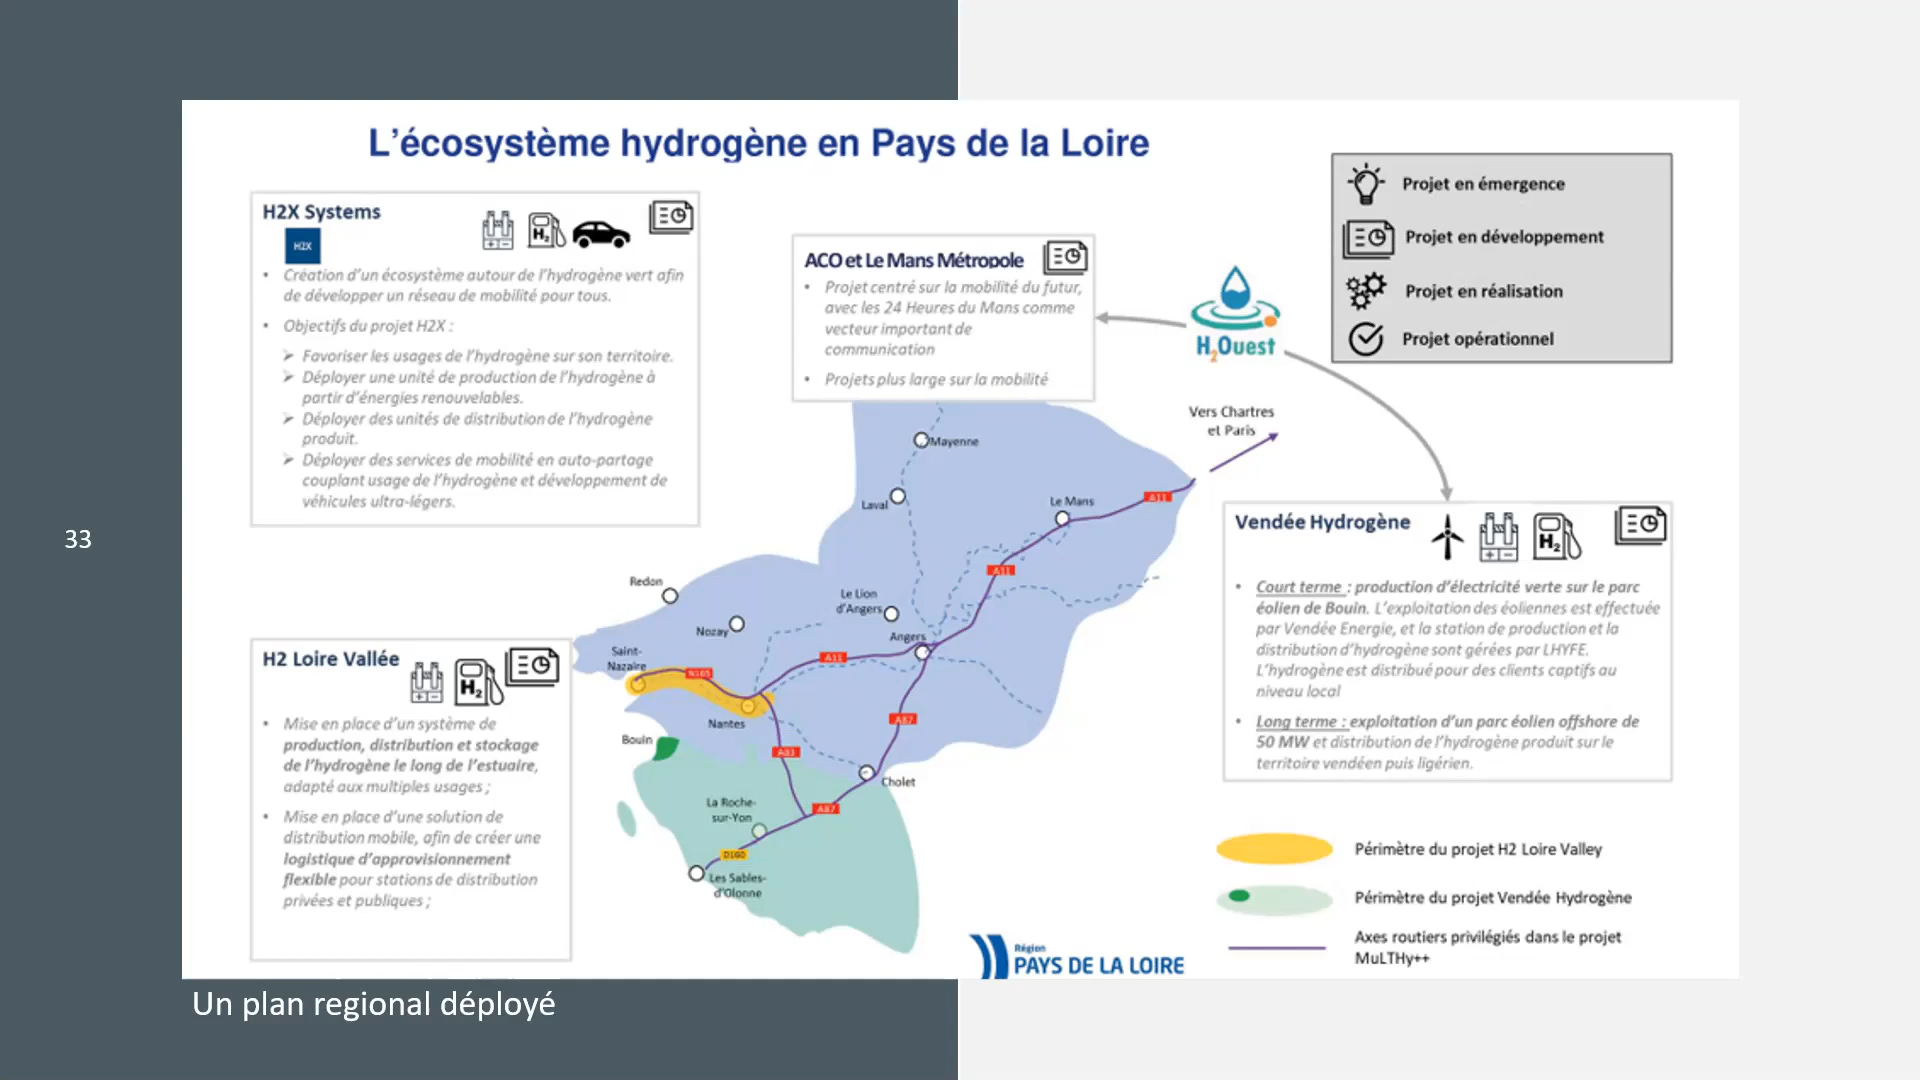 L'écosystème hydrogène en Pays de la Loire
H2X Systems
H2X
H2
• Création d'un écosystème autour de l'hydrogène vert afin
de développer un réseau de mobilité pour tous.
• Objectifs du projet H2X :
➢ Favoriser les usages de l'hydrogène sur son territoire.
➢ Déployer une unité de production de l'hydrogène à
partir d'énergies renouvelables.
➢ Déployer des unités de distribution de l'hydrogène
produit.
➢ Déployer des services de mobilité en auto-partage
couplant usage de l'hydrogène et développement de
véhicules ultra-légers.
ACO et Le Mans Métropole
• Projet centré sur la mobilité du futur,
avec les 24 Heures du Mans comme
vecteur important de
communication
• Projets plus large sur la mobilité
H2Ouest
Projet en émergence
Projet en développement
Projet en réalisation
Projet opérationnel
Vers Chartres
et Paris
Mayenne
Laval
Le Mans
A11
A11
Redon
Nozay
Le Lion
d'Angers
Angers
Saint-
Nazaire
N165
A11
Nantes
A87
Bouin
A83
Cholet
La Roche-
sur-Yon
A87
D160
Les Sables-
d'Olonne
33
H2 Loire Vallée
H2
• Mise en place d'un système de
production, distribution et stockage
de l'hydrogène le long de l'estuaire,
adapté aux multiples usages ;
• Mise en place d'une solution de
distribution mobile, afin de créer une
logistique d'approvisionnement
flexible pour stations de distribution
privées et publiques ;
Vendée Hydrogène
H2
• Court terme : production d'électricité verte sur le parc
éolien de Bouin. L'exploitation des éoliennes est effectuée
par Vendée Energie, et la station de production et la
distribution d'hydrogène sont gérées par LHYFE.
L'hydrogène est distribué pour des clients captifs au
niveau local
• Long terme : exploitation d'un parc éolien offshore de
50 MW et distribution de l'hydrogène produit sur le
territoire vendéen puis ligérien.
Périmètre du projet H2 Loire Valley
Périmètre du projet Vendée Hydrogène
Axes routiers privilégiés dans le projet
MuLTHy++
Région
PAYS DE LA LOIRE
Un plan regional déployé